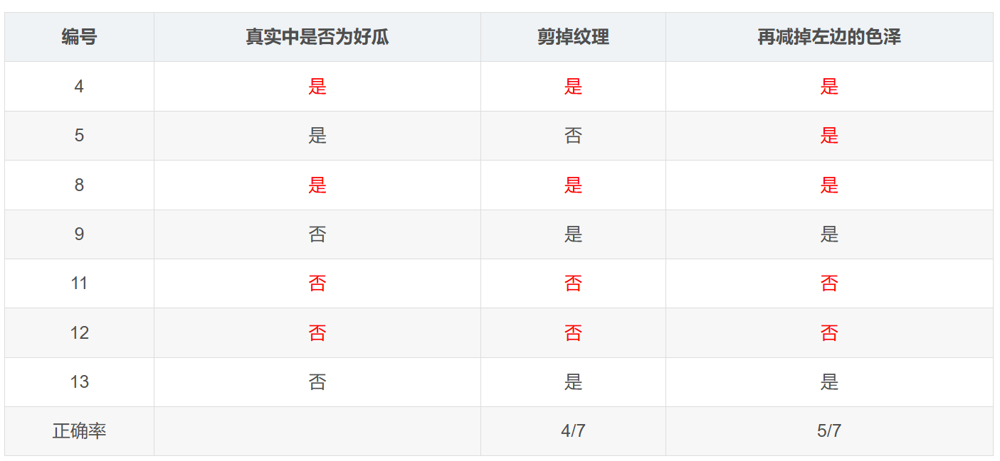 编号 真实中是否为好瓜 剪掉纹理 再减掉左边的色泽
4 是 是 是
5 是 否 是
8 是 是 是
9 否 是 是
11 否 否 否
12 否 否 否
13 否 是 是
正确率 4/7 5/7